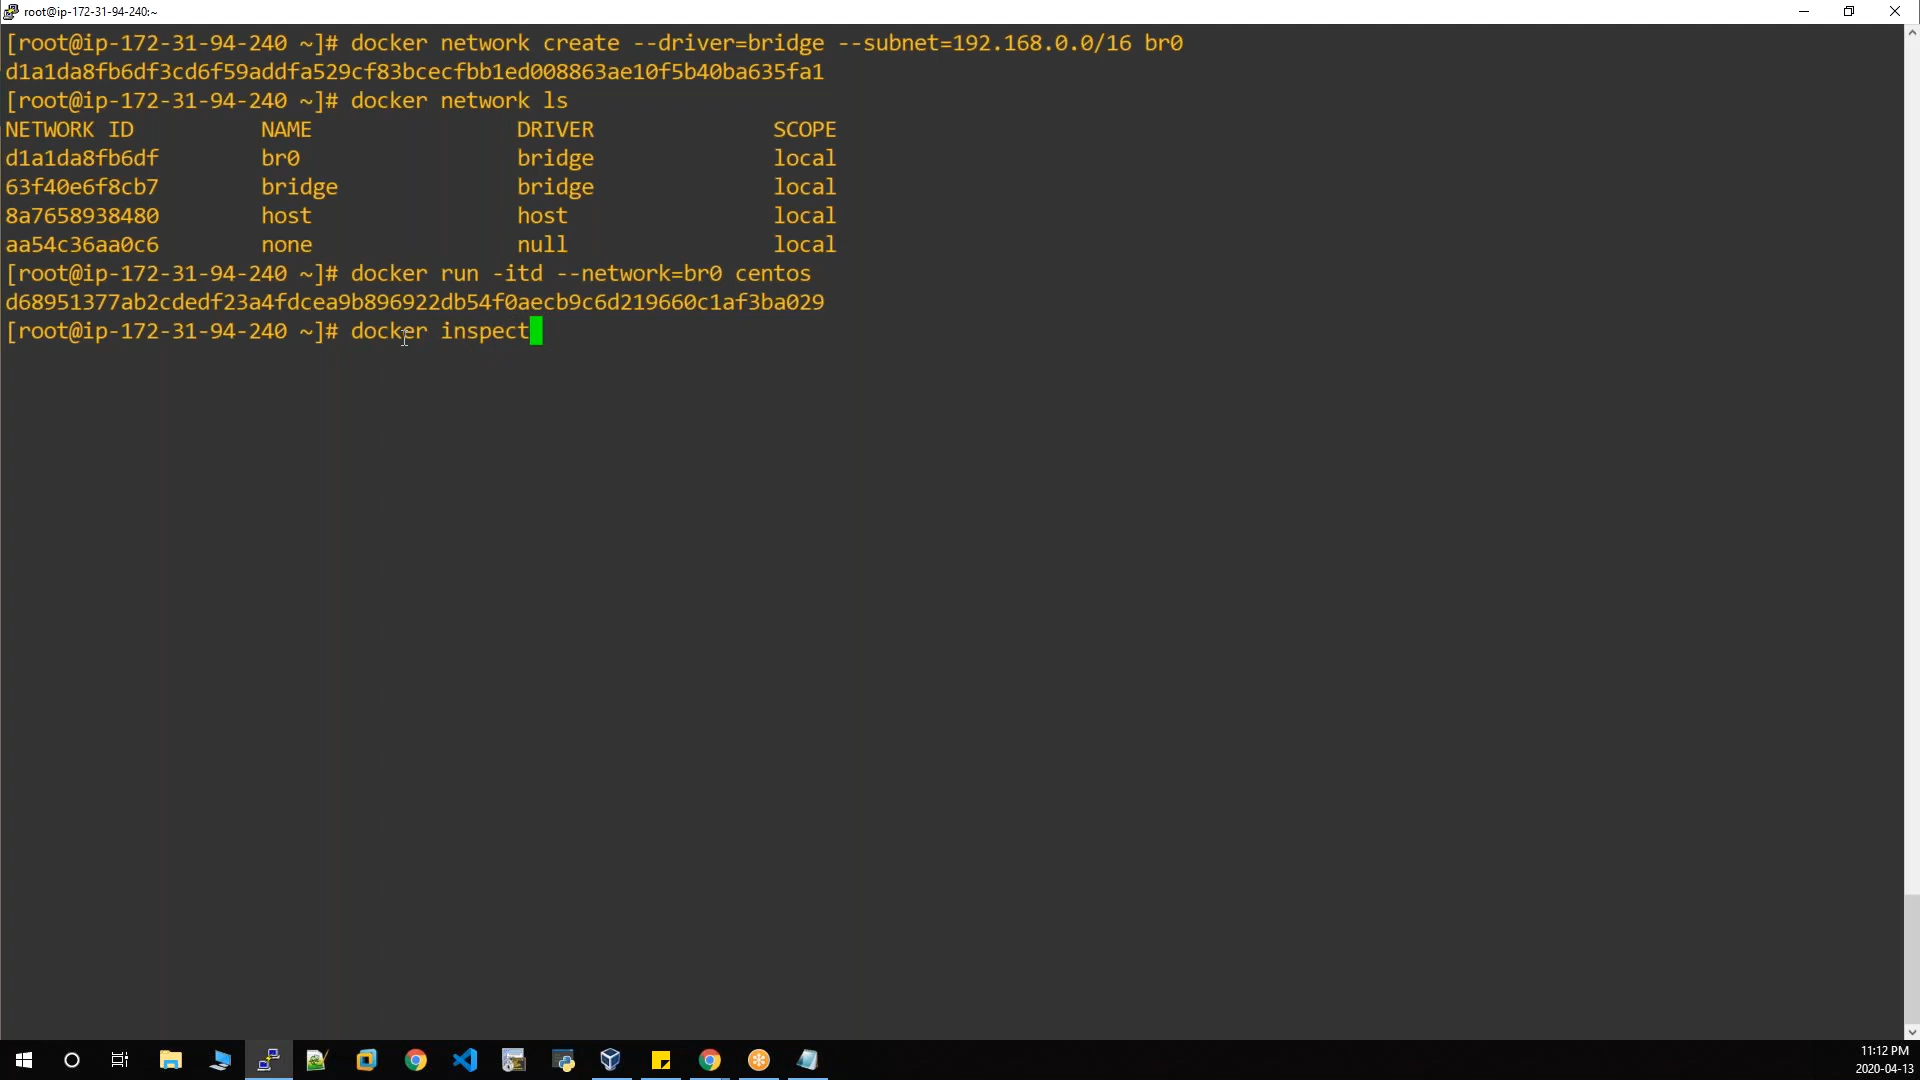 root@ip-172-31-94-240:~
[root@ip-172-31-94-240 ~]# docker network create --driver=bridge --subnet=192.168.0.0/16 br0
d1a1da8fb6df3cd6f59addfa529cf83bcecfbb1ed008863ae10f5b40ba635fa1
[root@ip-172-31-94-240 ~]# docker network ls
NETWORK ID          NAME                DRIVER              SCOPE
d1a1da8fb6df        br0                 bridge              local
63f40e6f8cb7        bridge              bridge              local
8a7658938480        host                host                local
aa54c36aa0c6        none                null                local
[root@ip-172-31-94-240 ~]# docker run -itd --network=br0 centos
d68951377ab2cdedf23a4fdcea9b896922db54f0aecb9c6d219660c1af3ba029
[root@ip-172-31-94-240 ~]# docker inspect
11:12 PM
2020-04-13